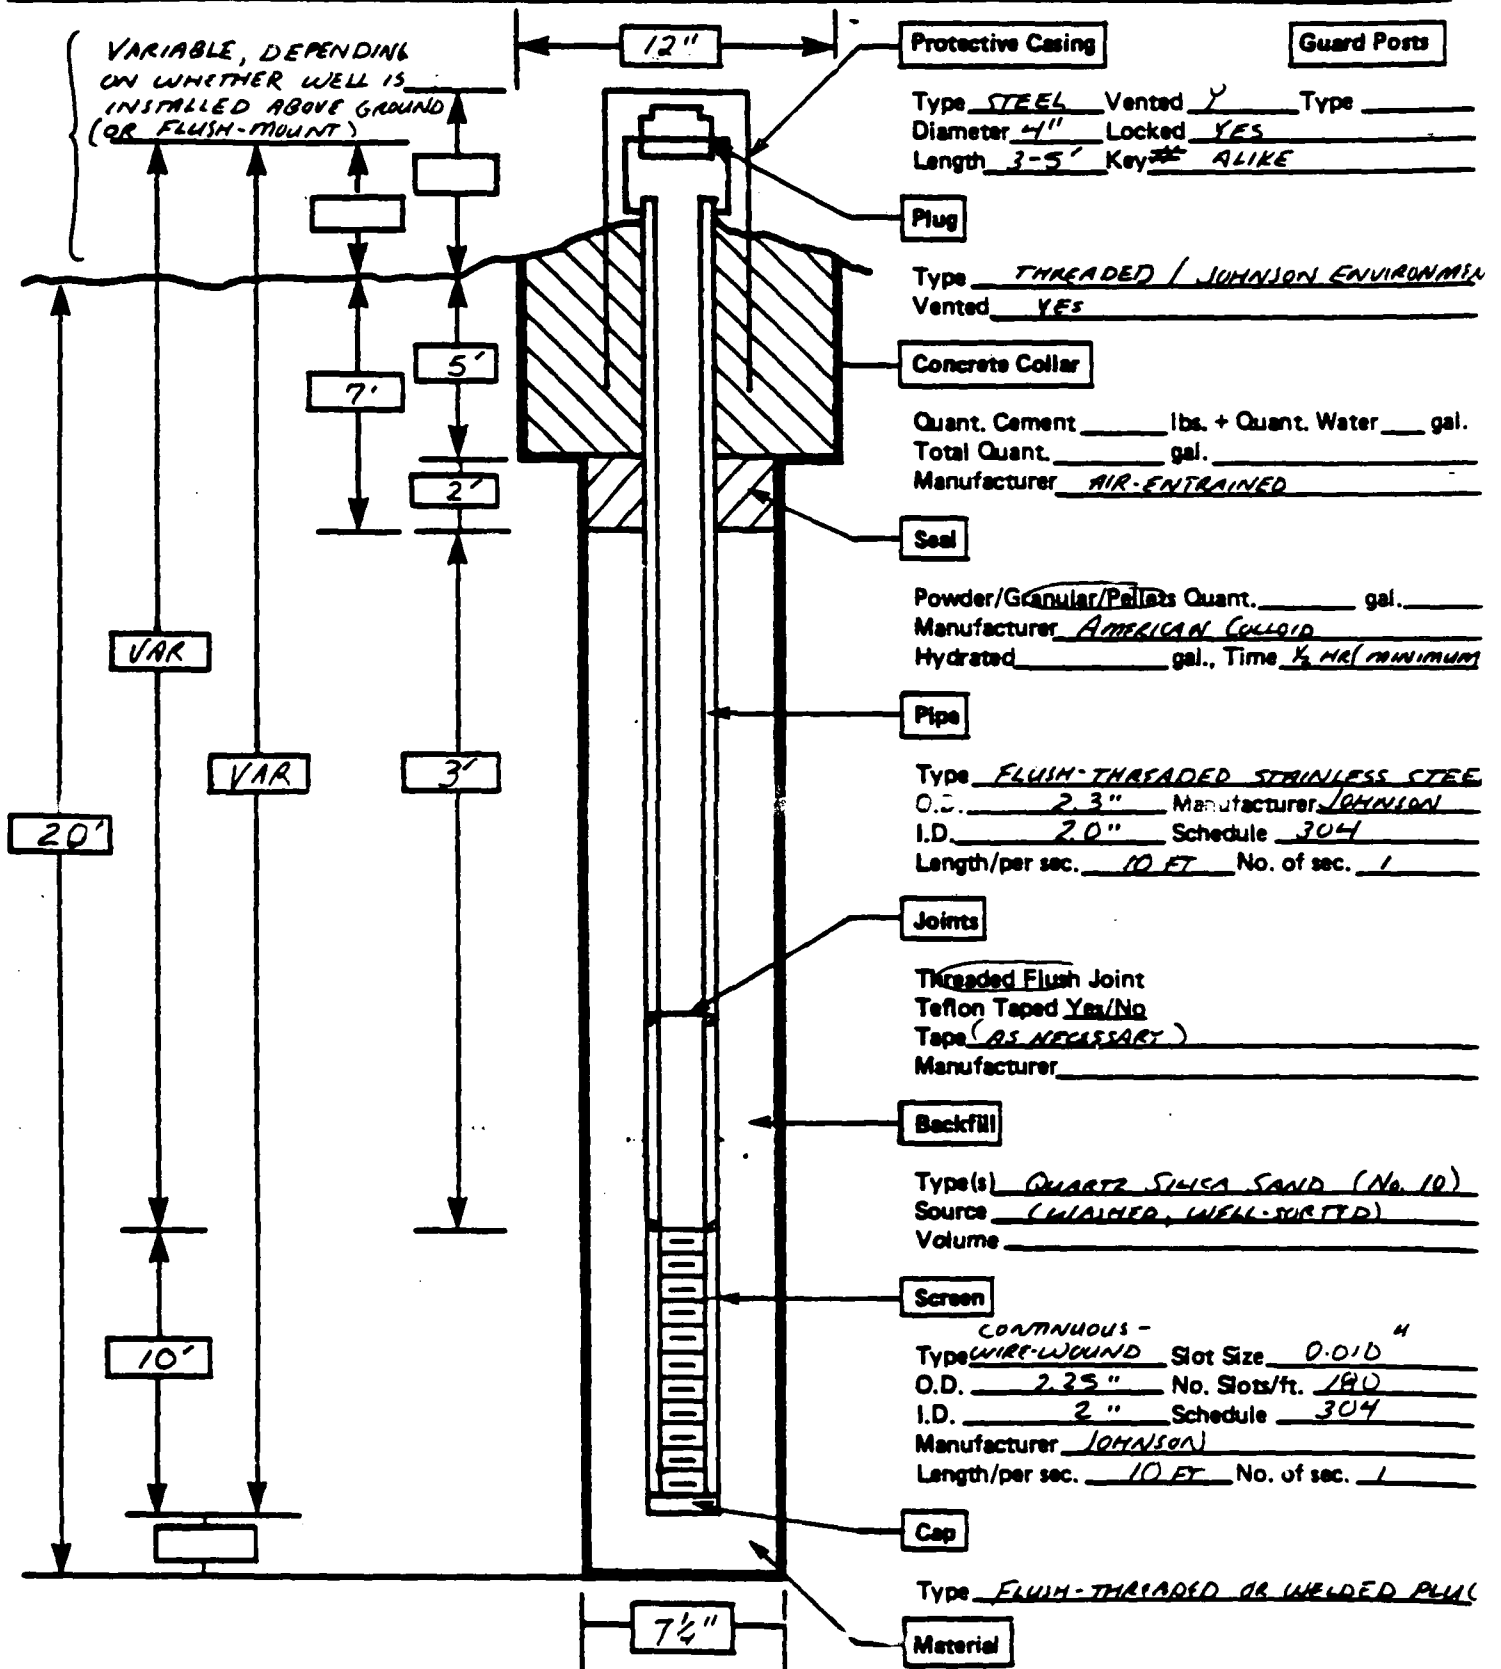 VARIABLE, DEPENDING
ON WHETHER WELL IS
INSTALLED ABOVE GROUND
(OR FLUSH-MOUNT)
12"
5'
7'
2'
VAR
VAR
3'
20'
10'
7¼"
Protective Casing
Guard Posts
Type STEEL Vented Y Type
Diameter 4" Locked YES
Length 3-5' Key# ALIKE
Plug
Type THREADED / JOHNSON ENVIRONMEN
Vented YES
Concrete Collar
Quant. Cement lbs. + Quant. Water gal.
Total Quant. gal.
Manufacturer AIR-ENTRAINED
Seal
Powder/Granular/Pellets Quant. gal.
Manufacturer AMERICAN COLLOID
Hydrated gal., Time ½ HR (MINIMUM
Pipe
Type FLUSH-THREADED STAINLESS STEE
O.D. 2.3" Manufacturer JOHNSON
I.D. 2.0" Schedule 304
Length/per sec. 10 FT No. of sec. 1
Joints
Threaded Flush Joint
Teflon Taped Yes/No
Tape (AS NECESSARY)
Manufacturer
Backfill
Type(s) QUARTZ SILICA SAND (No. 10)
Source (WASHED, WELL-SORTED)
Volume
Screen
CONTINUOUS-
Type WIRE-WOUND Slot Size 0.010"
O.D. 2.25" No. Slots/ft. 180
I.D. 2" Schedule 304
Manufacturer JOHNSON
Length/per sec. 10 FT No. of sec. 1
Cap
Type FLUSH-THREADED OR WELDED PLUG
Material